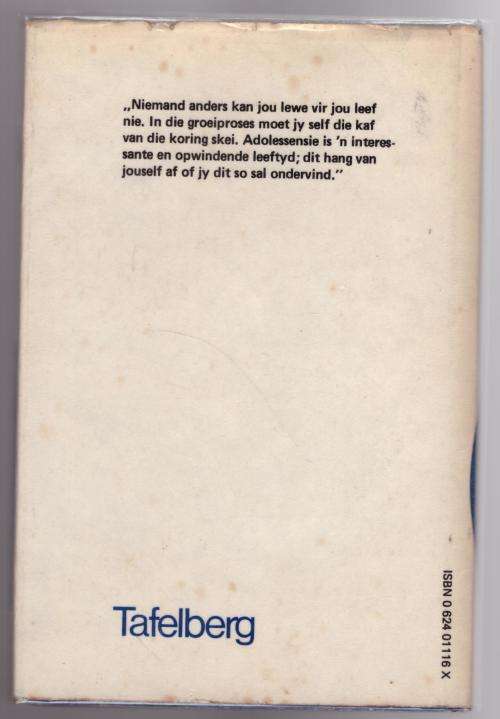 „Niemand anders kan jou lewe vir jou leef
nie. In die groeiproses moet jy self die kaf
van die koring skei. Adolessensie is 'n interes-
sante en opwindende leeftyd; dit hang van
jouself af of jy dit so sal ondervind.”
Tafelberg
ISBN 0 624 01116 X